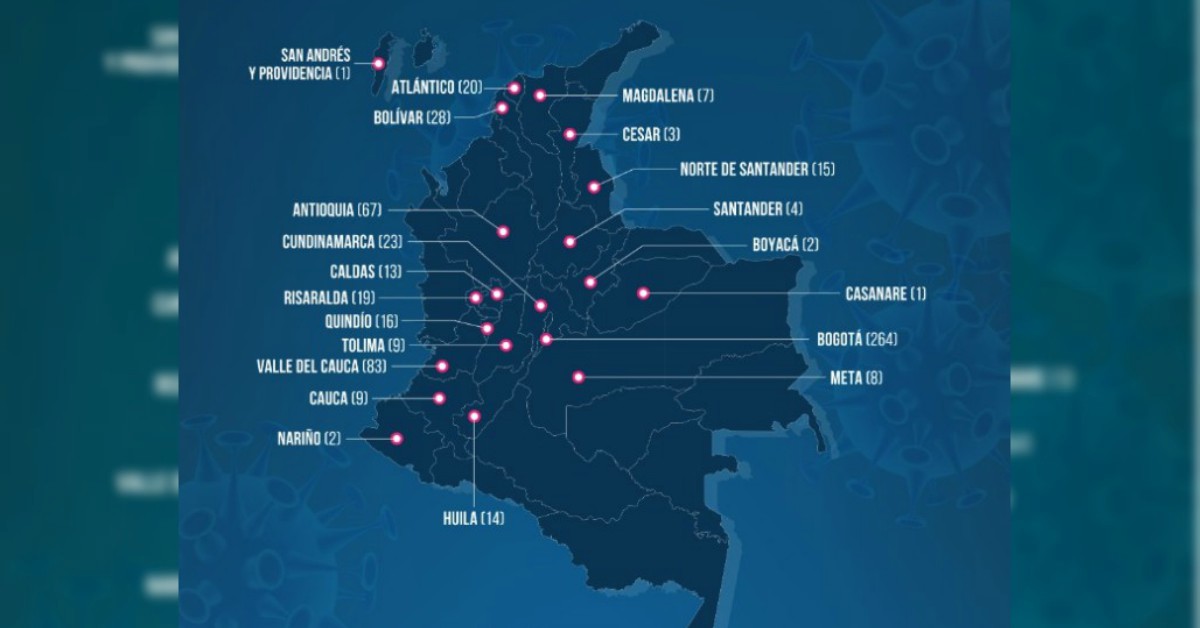 SAN ANDRÉS
Y PROVIDENCIA (1)
ATLÁNTICO (20)
BOLÍVAR (28)
MAGDALENA (7)
CESAR (3)
NORTE DE SANTANDER (15)
ANTIOQUIA (67)
SANTANDER (4)
CUNDINAMARCA (23)
BOYACÁ (2)
CALDAS (13)
RISARALDA (19)
CASANARE (1)
QUINDÍO (16)
TOLIMA (9)
BOGOTÁ (264)
VALLE DEL CAUCA (83)
META (8)
CAUCA (9)
NARIÑO (2)
HUILA (14)